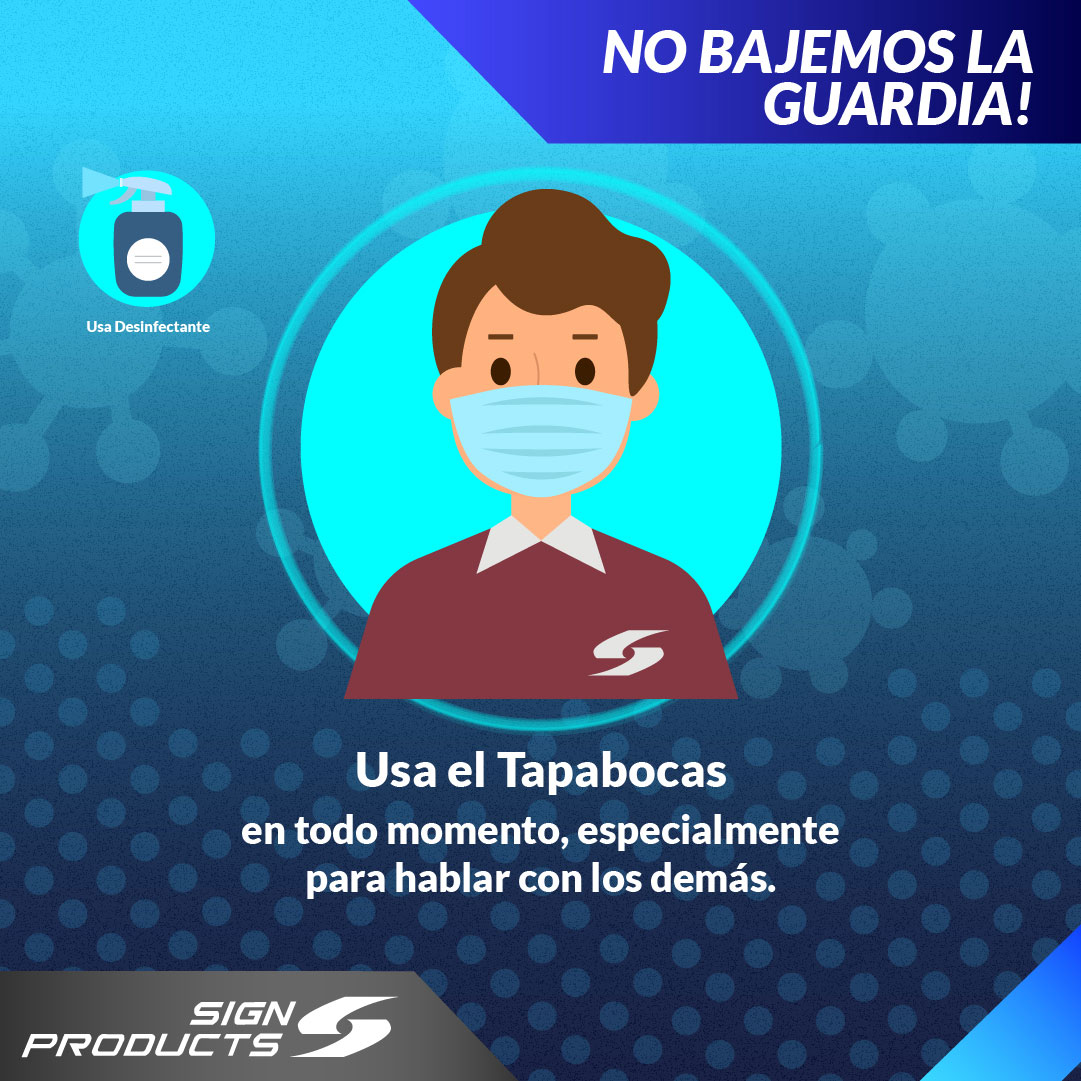 NO BAJEMOS LA
GUARDIA!
Usa Desinfectante
Usa el Tapabocas
en todo momento, especialmente
para hablar con los demás.
SIGN
PRODUCTS